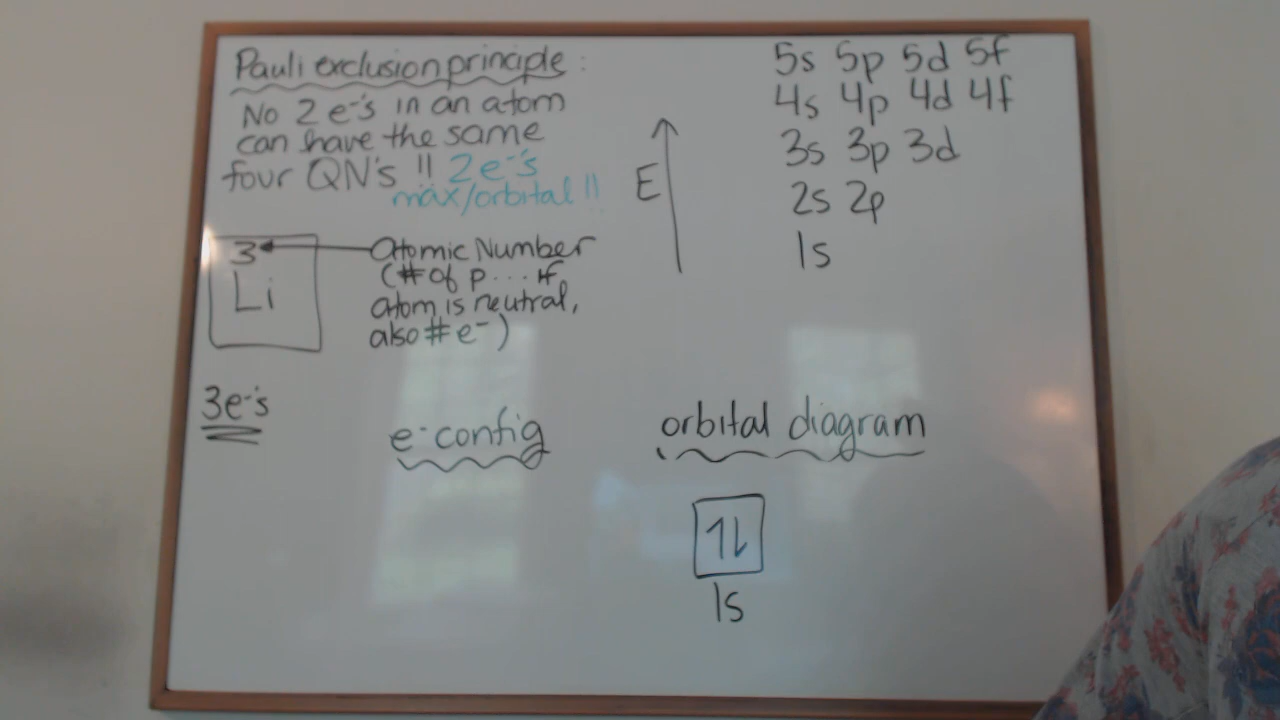 Pauli exclusion principle:
No 2 e-'s in an atom
can have the same
four QN's !! 2 e-'s
max/orbital !!
5s 5p 5d 5f
4s 4p 4d 4f
3s 3p 3d
2s 2p
1s
E
3
Li
Atomic Number
(# of p... if
atom is neutral,
also # e-)
3e-'s
e- config
orbital diagram
1s